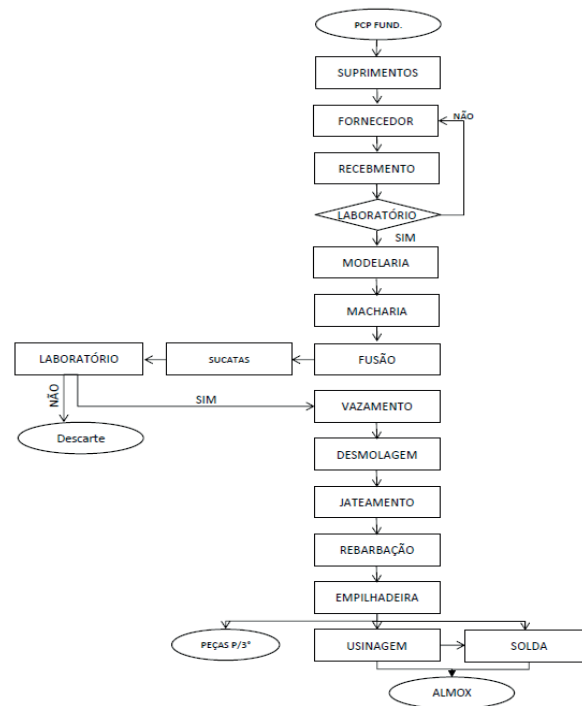 PCP FUND.
SUPRIMENTOS
FORNECEDOR
NÃO
RECEBMENTO
LABORATÓRIO
SIM
MODELARIA
MACHARIA
LABORATÓRIO
SUCATAS
FUSÃO
NÃO
SIM
VAZAMENTO
Descarte
DESMOLAGEM
JATEAMENTO
REBARBAÇÃO
EMPILHADEIRA
PEÇAS P/3°
USINAGEM
SOLDA
ALMOX